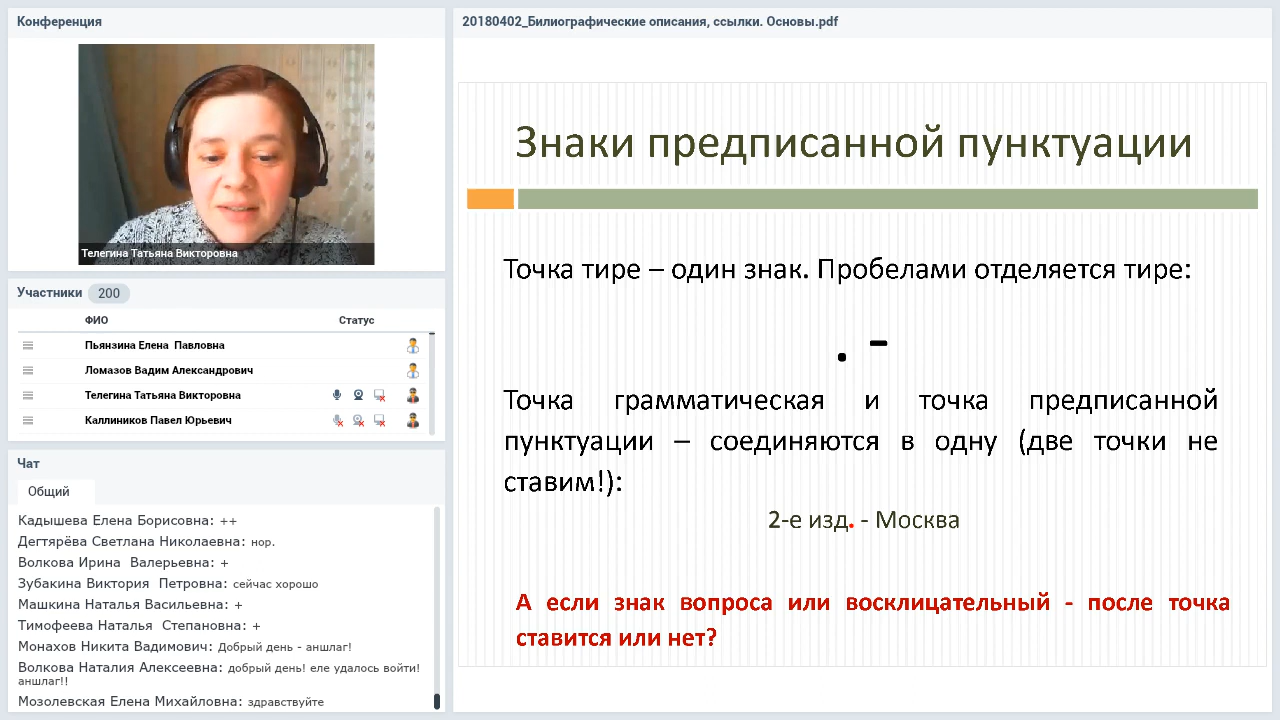 Конференция
Телегина Татьяна Викторовна
Участники 200
ФИО Статус
Пьянзина Елена Павловна
Ломазов Вадим Александрович
Телегина Татьяна Викторовна
Каллиников Павел Юрьевич
Чат
Общий
Кадышева Елена Борисовна: ++
Дегтярёва Светлана Николаевна: нор.
Волкова Ирина Валерьевна: +
Зубакина Виктория Петровна: сейчас хорошо
Машкина Наталья Васильевна: +
Тимофеева Наталья Степановна: +
Монахов Никита Вадимович: Добрый день - аншлаг!
Волкова Наталия Алексеевна: добрый день! еле удалось войти!
аншлаг!!
Мозолевская Елена Михайловна: здравствуйте
20180402_Билиографические описания, ссылки. Основы.pdf
Знаки предписанной пунктуации
Точка тире – один знак. Пробелами отделяется тире:
. –
Точка грамматическая и точка предписанной
пунктуации – соединяются в одну (две точки не
ставим!):
2-е изд. - Москва
А если знак вопроса или восклицательный - после точка
ставится или нет?